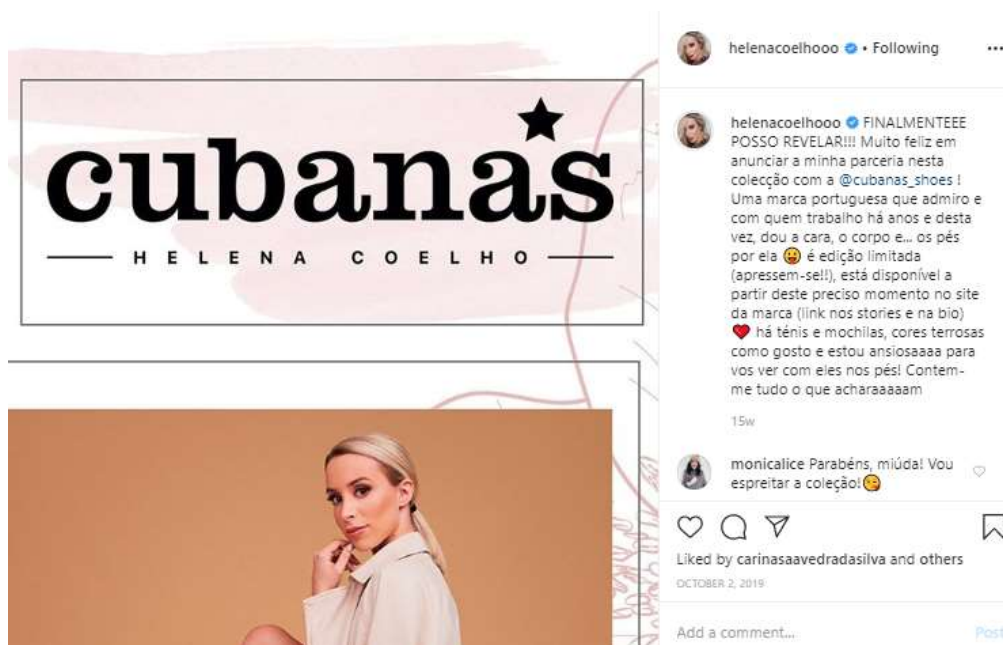 cubanas
HELENA COELHO
helenacoelhooo • Following
helenacoelhooo FINALMENTEEE
POSSO REVELAR!!! Muito feliz em
anunciar a minha parceria nesta
colecção com a @cubanas_shoes !
Uma marca portuguesa que admiro e
com quem trabalho há anos e desta
vez, dou a cara, o corpo e... os pés
por ela 😛 é edição limitada
(apressem-se!!), está disponível a
partir deste preciso momento no site
da marca (link nos stories e na bio)
❤ há ténis e mochilas, cores terrosas
como gosto e estou ansiosaaaa para
vos ver com eles nos pés! Contem-
me tudo o que acharaaaaam
15w
monicalice Parabéns, miúda! Vou
espreitar a coleção!😘
Liked by carinasaavedradasilva and others
OCTOBER 2, 2019
Add a comment...
Post